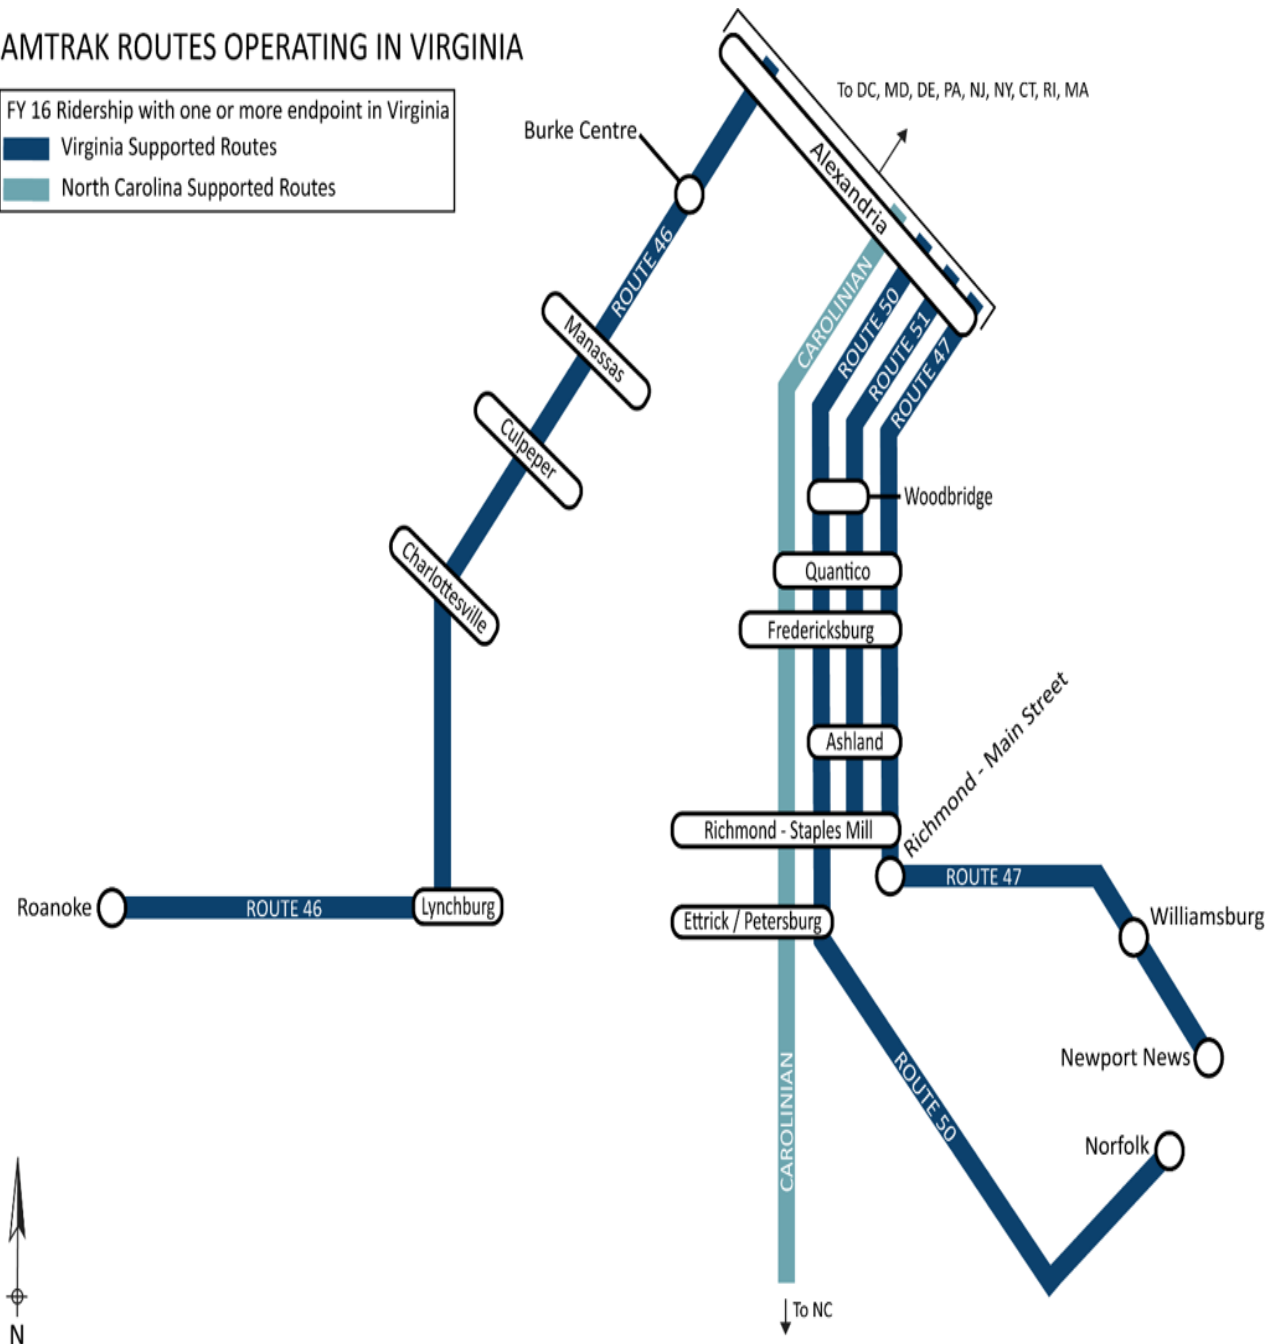 AMTRAK ROUTES OPERATING IN VIRGINIA
FY 16 Ridership with one or more endpoint in Virginia
Virginia Supported Routes
North Carolina Supported Routes
To DC, MD, DE, PA, NJ, NY, CT, RI, MA
Burke Centre
Alexandria
ROUTE 46
CAROLINIAN
ROUTE 50
ROUTE 51
ROUTE 47
Manassas
Culpeper
Woodbridge
Charlottesville
Quantico
Fredericksburg
Ashland
Richmond - Main Street
Richmond - Staples Mill
ROUTE 47
Roanoke
ROUTE 46
Lynchburg
Ettrick / Petersburg
Williamsburg
Newport News
CAROLINIAN
ROUTE 50
Norfolk
To NC
N